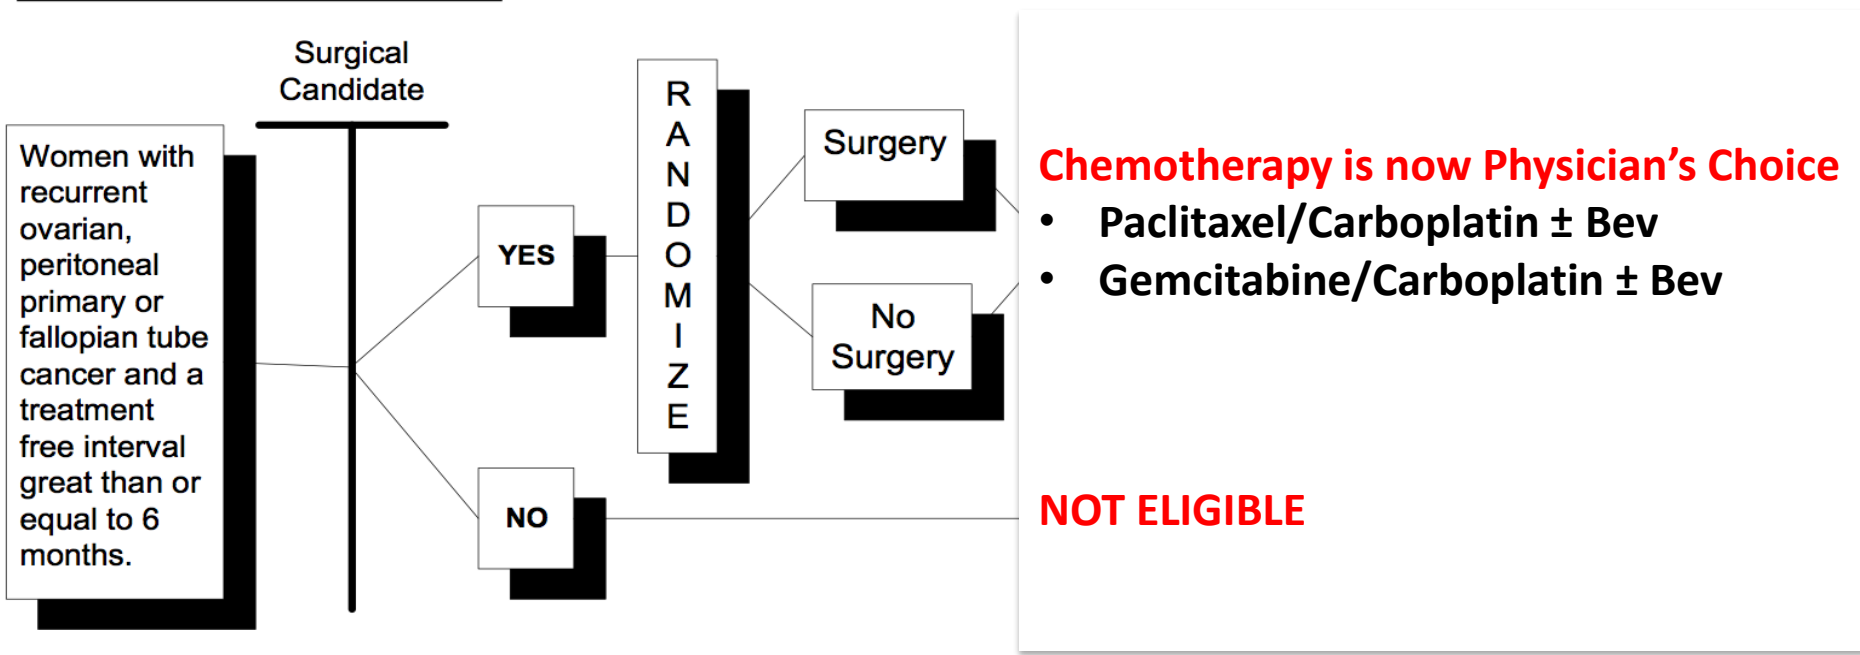 Women with
recurrent
ovarian,
peritoneal
primary or
fallopian tube
cancer and a
treatment
free interval
great than or
equal to 6
months.
Surgical
Candidate
YES
NO
R
A
N
D
O
M
I
Z
E
Surgery
No
Surgery
Chemotherapy is now Physician’s Choice
• Paclitaxel/Carboplatin ± Bev
• Gemcitabine/Carboplatin ± Bev
NOT ELIGIBLE